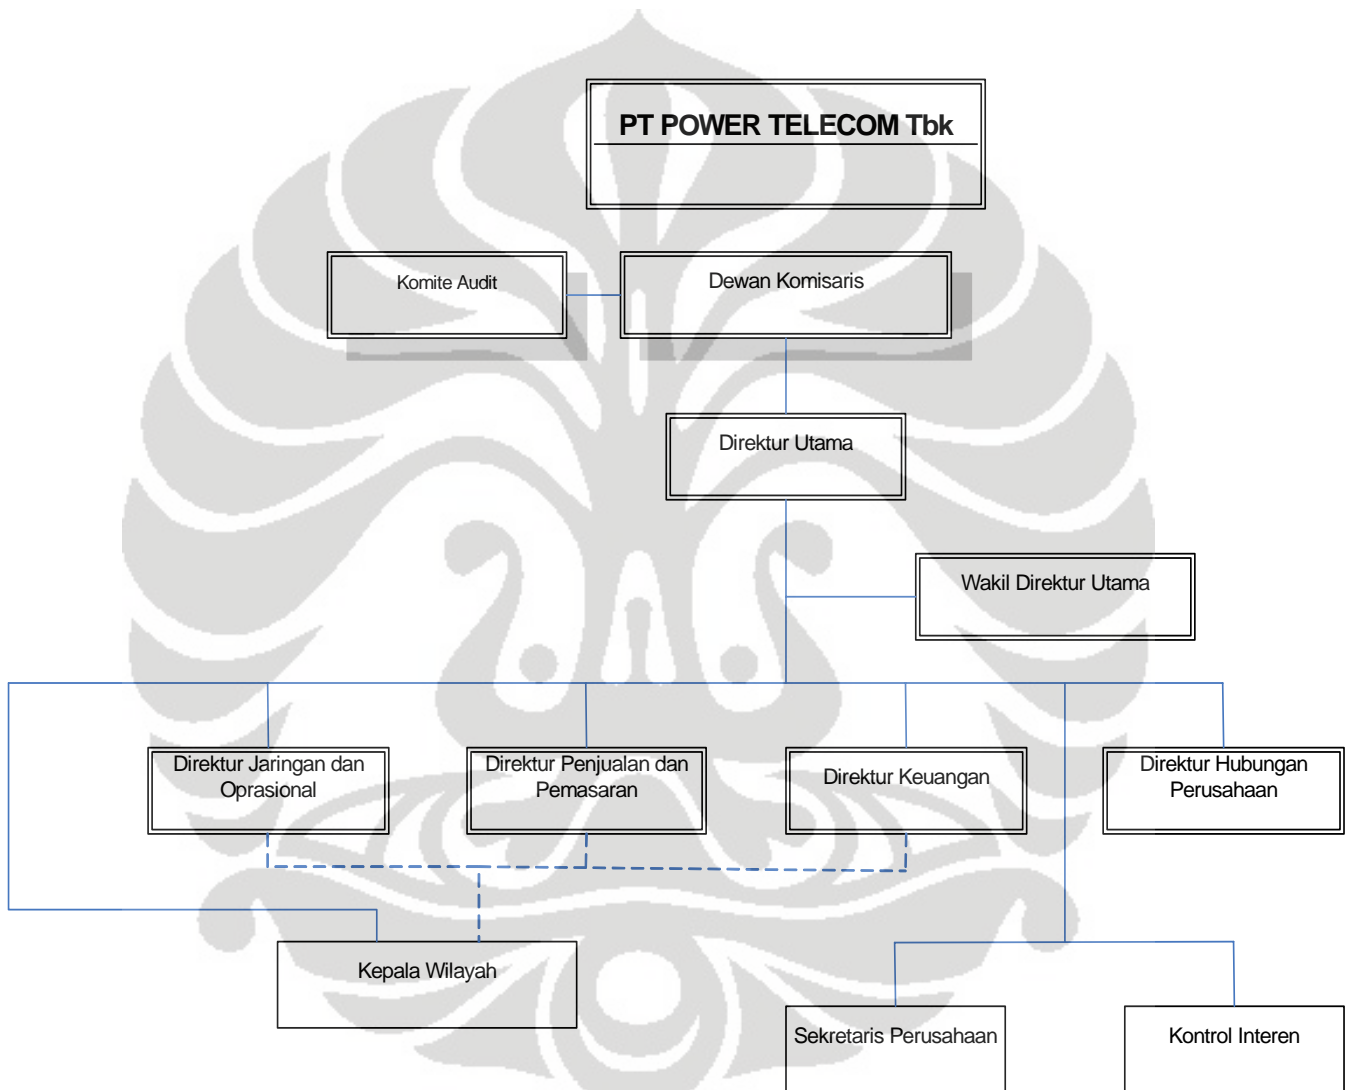 PT POWER TELECOM Tbk
Komite Audit
Dewan Komisaris
Direktur Utama
Wakil Direktur Utama
Direktur Jaringan dan
Oprasional
Direktur Penjualan dan
Pemasaran
Direktur Keuangan
Direktur Hubungan
Perusahaan
Kepala Wilayah
Sekretaris Perusahaan
Kontrol Interen